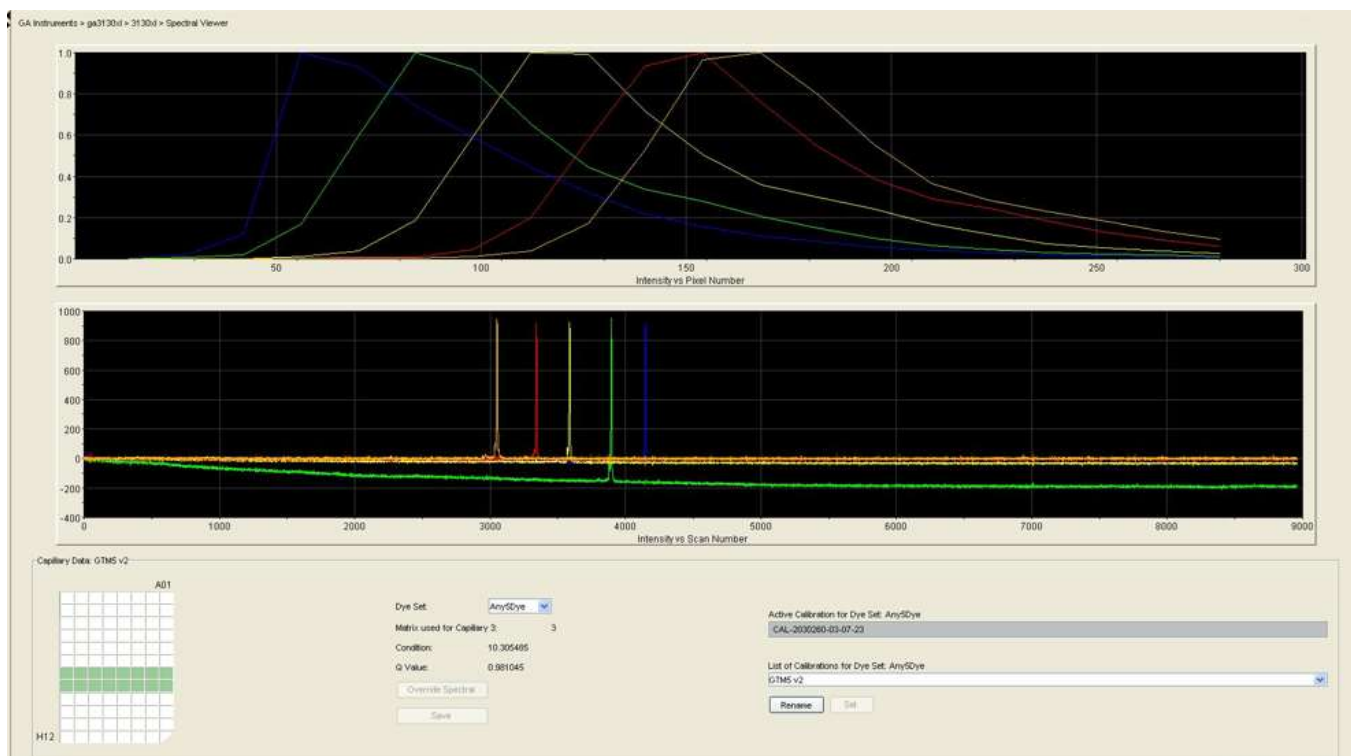 GA Instruments > ga3130xl > 3130xl > Spectral Viewer
1.0
0.8
0.6
0.4
0.2
0.0
50 100 150 200 250 300
Intensity vs Pixel Number
1000
800
600
400
200
0
-200
-400
0 1000 2000 3000 4000 5000 6000 7000 8000 9000
Intensity vs Scan Number
Capillary Data: GTMS v2
A01
H12
Dye Set: Any5Dye
Matrix used for Capillary 3: 3
Condition: 10.305485
Q Value: 0.981045
Override Spectral
Save
Active Calibration for Dye Set: Any5Dye
CAL-2030260-03-07-23
List of Calibrations for Dye Set: Any5Dye
GTMS v2
Rename Set